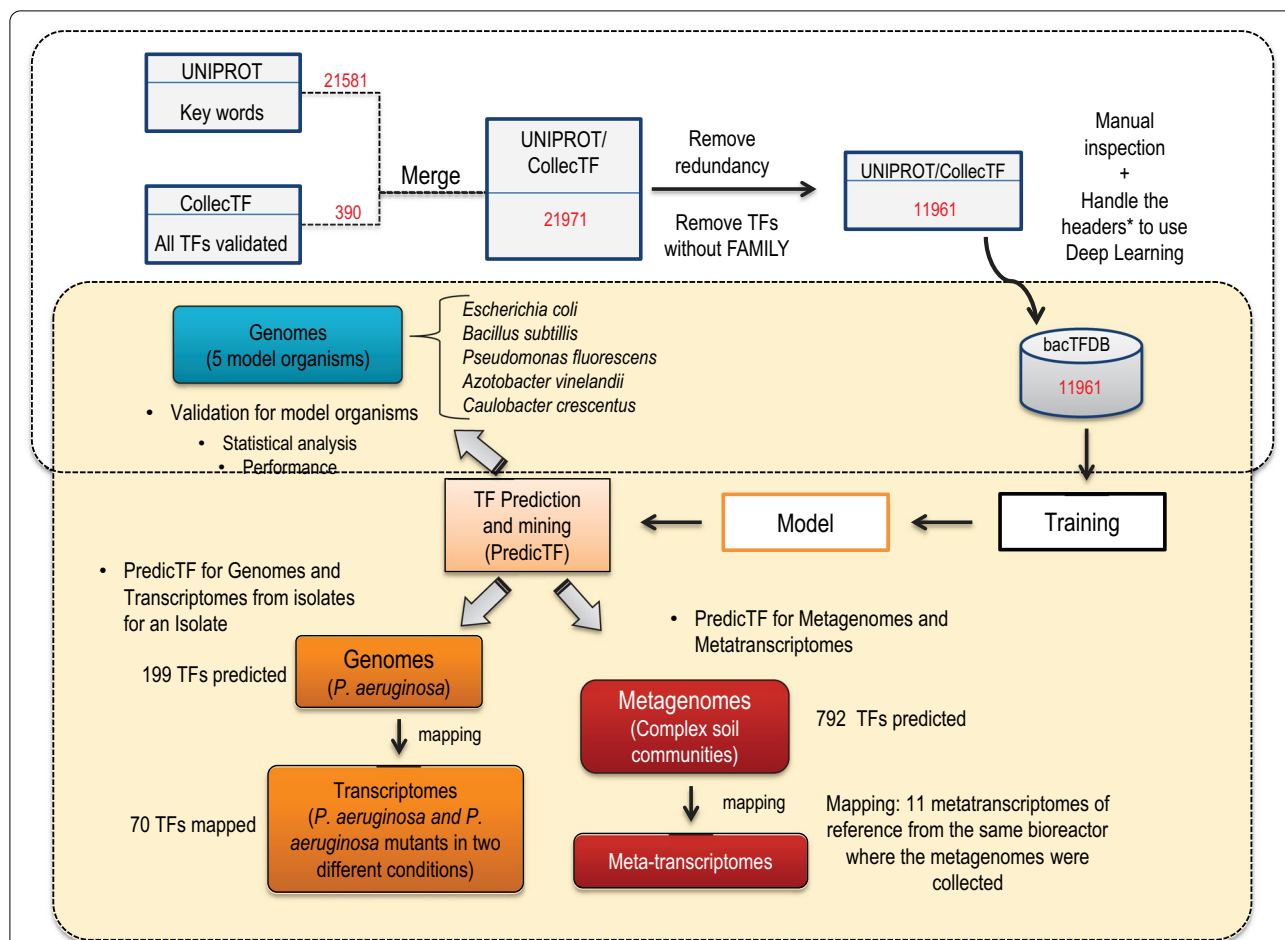 UNIPROT
Key words
21581
CollecTF
All TFs validated
390
Merge
UNIPROT/
CollecTF
21971
Remove
redundancy
Remove TFs
without FAMILY
UNIPROT/CollecTF
11961
Manual
inspection
+
Handle the
headers* to use
Deep Learning
bacTFDB
11961
Genomes
(5 model organisms)
Escherichia coli
Bacillus subtillis
Pseudomonas fluorescens
Azotobacter vinelandii
Caulobacter crescentus
• Validation for model organisms
• Statistical analysis
• Performance
TF Prediction
and mining
(PredicTF)
Model
Training
• PredicTF for Genomes and
Transcriptomes from isolates
for an Isolate
199 TFs predicted
Genomes
(P. aeruginosa)
mapping
70 TFs mapped
Transcriptomes
(P. aeruginosa and P.
aeruginosa mutants in two
different conditions)
• PredicTF for Metagenomes and
Metatranscriptomes
Metagenomes
(Complex soil
communities)
792 TFs predicted
mapping
Meta-transcriptomes
Mapping: 11 metatranscriptomes of
reference from the same bioreactor
where the metagenomes were
collected